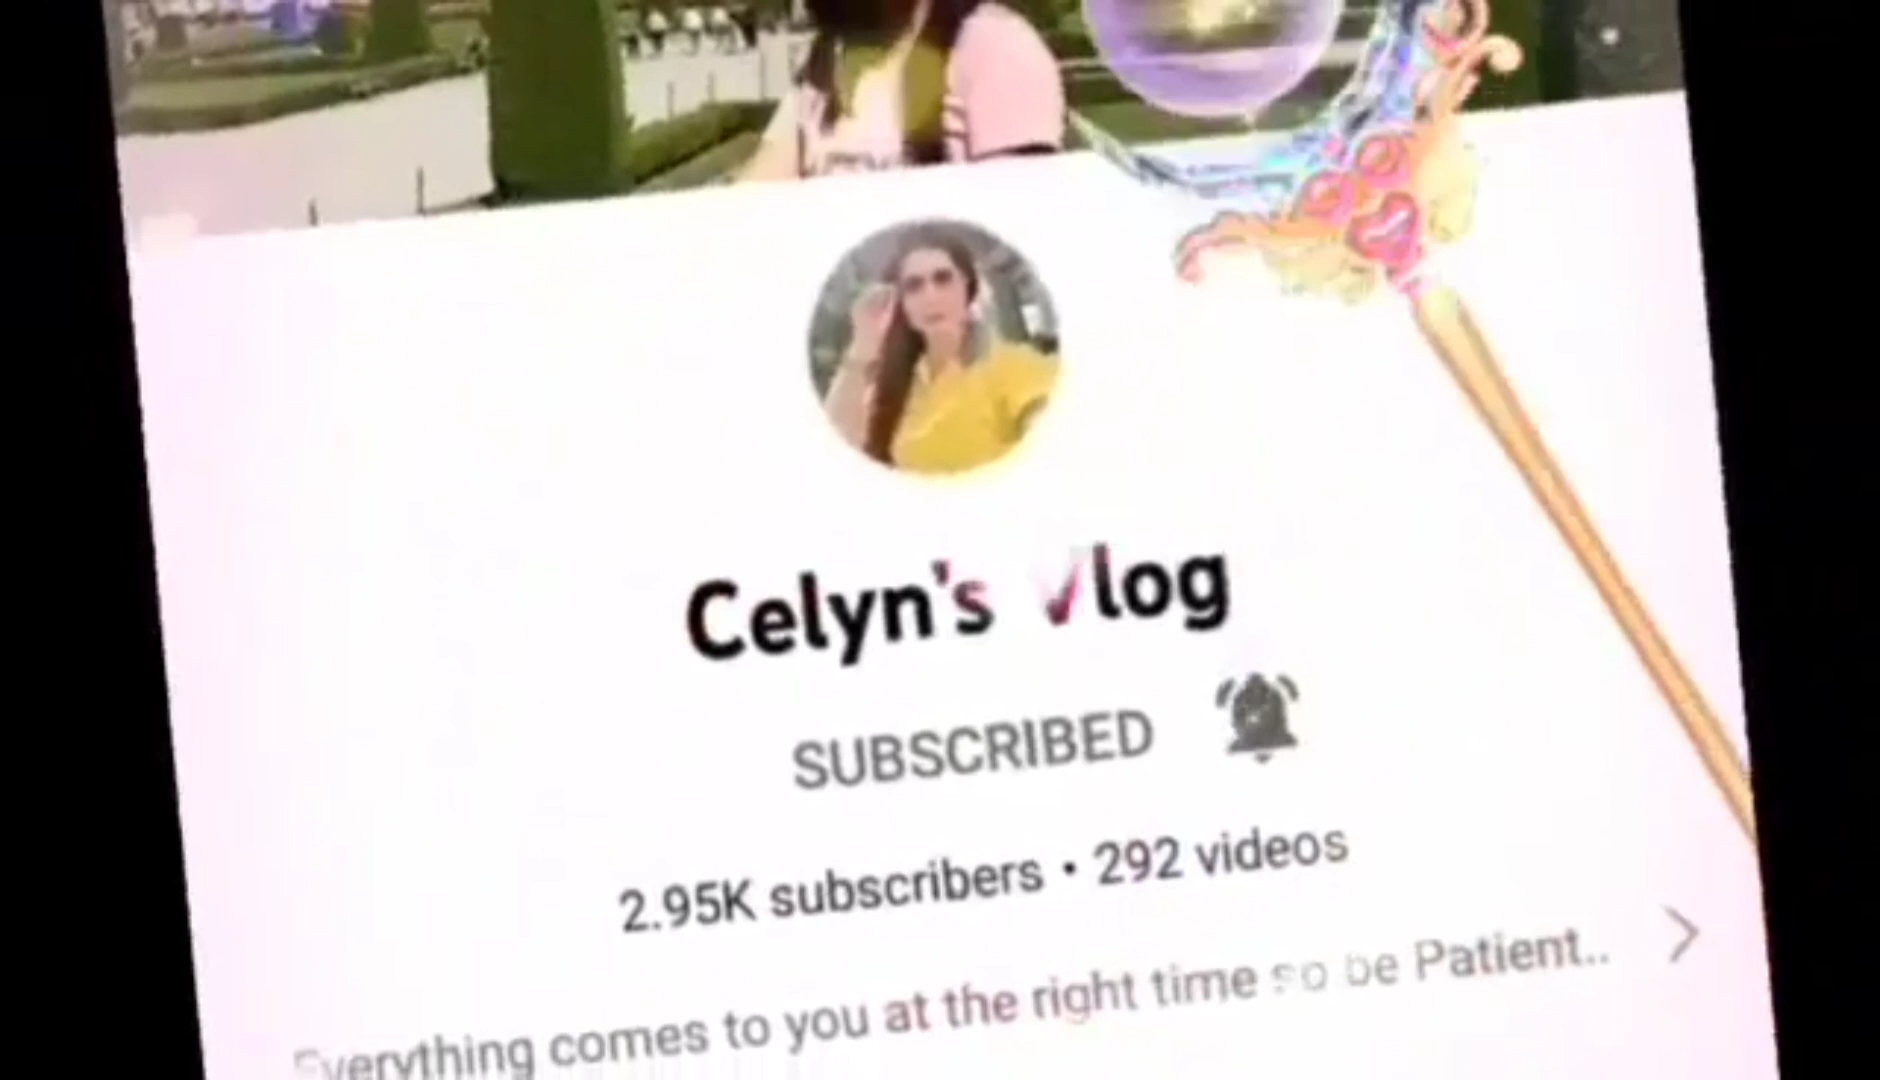 Celyn's Vlog
SUBSCRIBED
2.95K subscribers • 292 videos
Everything comes to you at the right time so be Patient..